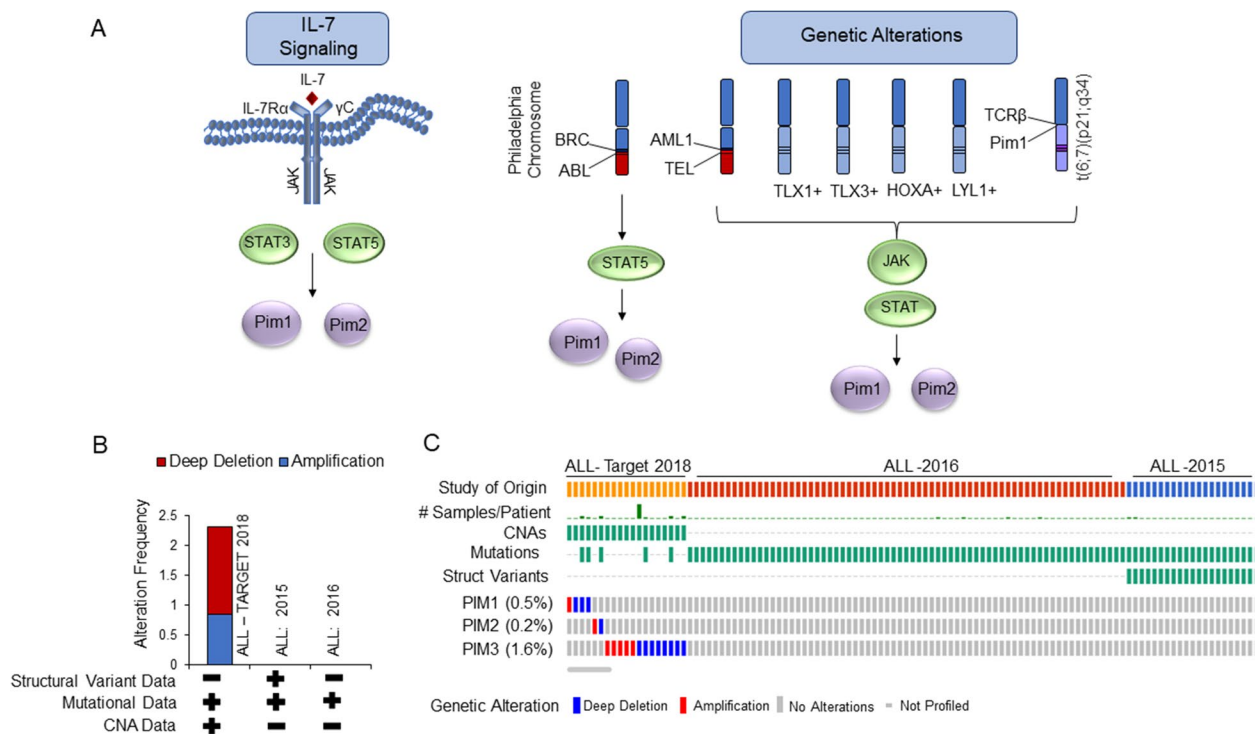 A
IL-7
Signaling
IL-7
IL-7Rα
γC
JAK
JAK
STAT3
STAT5
Pim1
Pim2
Genetic Alterations
Philadelphia
Chromosome
BRC
ABL
AML1
TEL
TLX1+
TLX3+
HOXA+
LYL1+
TCRβ
Pim1
t(6;7)(p21;q34)
STAT5
Pim1
Pim2
JAK
STAT
Pim1
Pim2
B
Deep Deletion
Amplification
Alteration Frequency
2.5
2
1.5
1
0.5
0
ALL – TARGET 2018
ALL: 2015
ALL: 2016
Structural Variant Data
Mutational Data
CNA Data
C
ALL- Target 2018
ALL -2016
ALL -2015
Study of Origin
# Samples/Patient
CNAs
Mutations
Struct Variants
PIM1 (0.5%)
PIM2 (0.2%)
PIM3 (1.6%)
Genetic Alteration
Deep Deletion
Amplification
No Alterations
Not Profiled